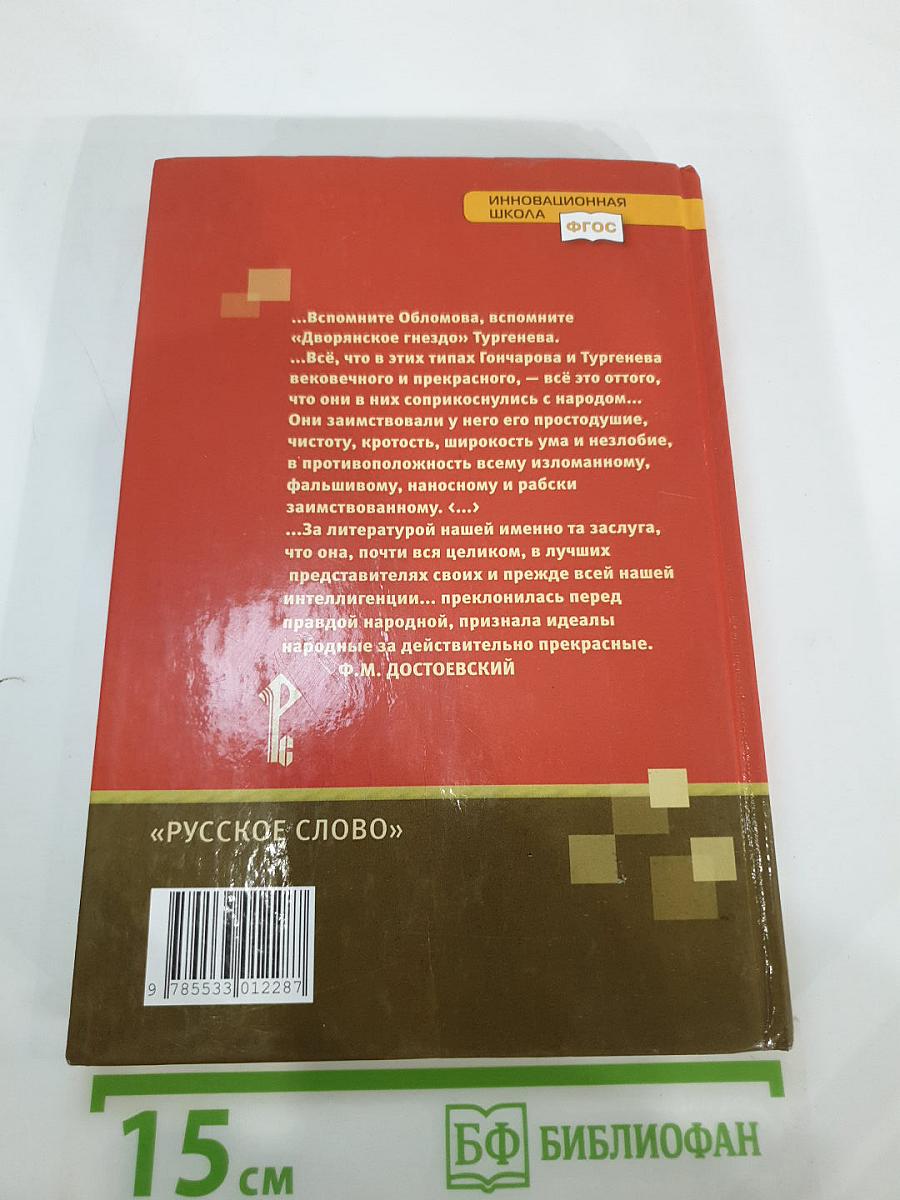 ИННОВАЦИОННАЯ
ШКОЛА
ФГОС
...Вспомните Обломова, вспомните
«Дворянское гнездо» Тургенева.
...Всё, что в этих типах Гончарова и Тургенева
вековечного и прекрасного, — всё это оттого,
что они в них соприкоснулись с народом...
Они заимствовали у него его простодушие,
чистоту, кротость, широкость ума и незлобие,
в противоположность всему изломанному,
фальшивому, наносному и рабски
заимствованному. <...>
...За литературой нашей именно та заслуга,
что она, почти вся целиком, в лучших
представителях своих и прежде всей нашей
интеллигенции... преклонилась перед
правдой народной, признала идеалы
народные за действительно прекрасные.
Ф.М. ДОСТОЕВСКИЙ
Рс
«РУССКОЕ СЛОВО»
9 785533 012287
15 см
БФ БИБЛИОФАН